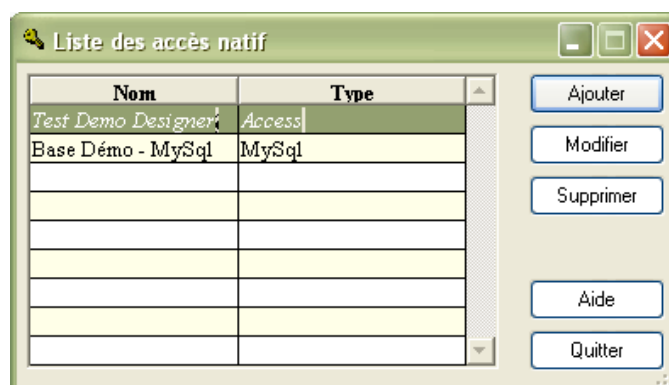 Liste des accès natif
Nom Type
Test Demo Designer Access
Base Démo - MySql MySql
Ajouter
Modifier
Supprimer
Aide
Quitter